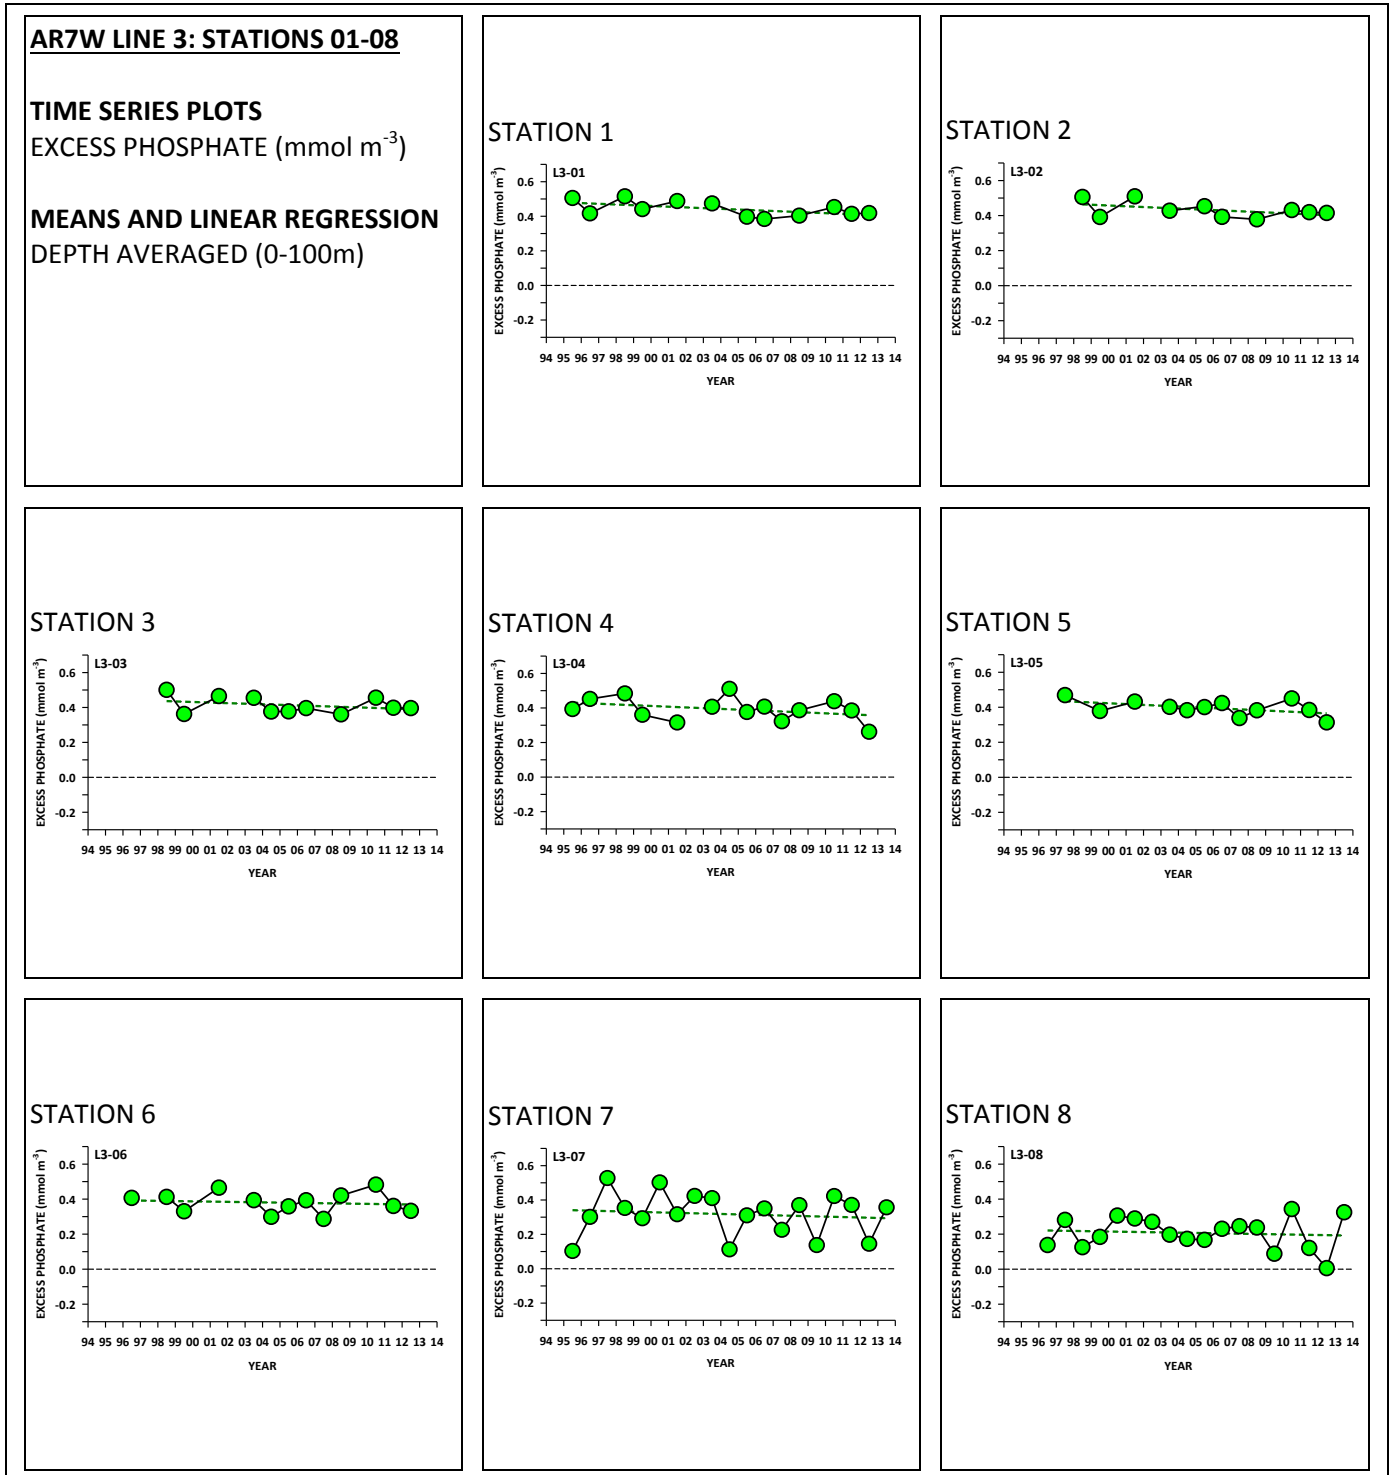 AR7W LINE 3: STATIONS 01-08
TIME SERIES PLOTS
EXCESS PHOSPHATE (mmol m-3)
MEANS AND LINEAR REGRESSION
DEPTH AVERAGED (0-100m)
STATION 1
L3-01
EXCESS PHOSPHATE (mmol m-3)
0.6
0.4
0.2
0.0
-0.2
94 95 96 97 98 99 00 01 02 03 04 05 06 07 08 09 10 11 12 13 14
YEAR
STATION 2
L3-02
EXCESS PHOSPHATE (mmol m-3)
0.6
0.4
0.2
0.0
-0.2
94 95 96 97 98 99 00 01 02 03 04 05 06 07 08 09 10 11 12 13 14
YEAR
STATION 3
L3-03
EXCESS PHOSPHATE (mmol m-3)
0.6
0.4
0.2
0.0
-0.2
94 95 96 97 98 99 00 01 02 03 04 05 06 07 08 09 10 11 12 13 14
YEAR
STATION 4
L3-04
EXCESS PHOSPHATE (mmol m-3)
0.6
0.4
0.2
0.0
-0.2
94 95 96 97 98 99 00 01 02 03 04 05 06 07 08 09 10 11 12 13 14
YEAR
STATION 5
L3-05
EXCESS PHOSPHATE (mmol m-3)
0.6
0.4
0.2
0.0
-0.2
94 95 96 97 98 99 00 01 02 03 04 05 06 07 08 09 10 11 12 13 14
YEAR
STATION 6
L3-06
EXCESS PHOSPHATE (mmol m-3)
0.6
0.4
0.2
0.0
-0.2
94 95 96 97 98 99 00 01 02 03 04 05 06 07 08 09 10 11 12 13 14
YEAR
STATION 7
L3-07
EXCESS PHOSPHATE (mmol m-3)
0.6
0.4
0.2
0.0
-0.2
94 95 96 97 98 99 00 01 02 03 04 05 06 07 08 09 10 11 12 13 14
YEAR
STATION 8
L3-08
EXCESS PHOSPHATE (mmol m-3)
0.6
0.4
0.2
0.0
-0.2
94 95 96 97 98 99 00 01 02 03 04 05 06 07 08 09 10 11 12 13 14
YEAR